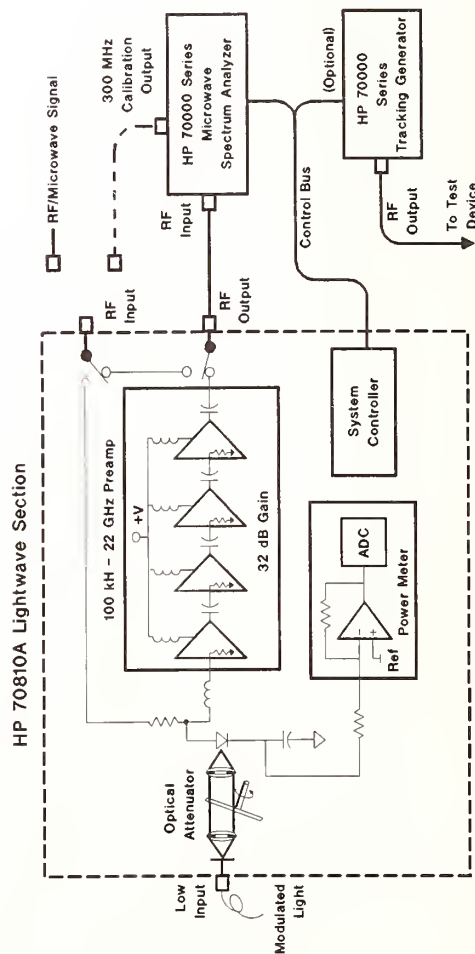 HP 70810A Lightwave Section
Low
Input
Modulated
Light
Optical
Attenuator
100 kH – 22 GHz Preamp
+V
32 dB Gain
Ref
ADC
Power Meter
System
Controller
RF
Input
RF
Output
RF/Microwave Signal
300 MHz
Calibration
Output
RF
Input
HP 70000 Series
Microwave
Spectrum Analyzer
Control Bus
(Optional)
HP 70000
Series
Tracking Generator
RF
Output
To Test
Device